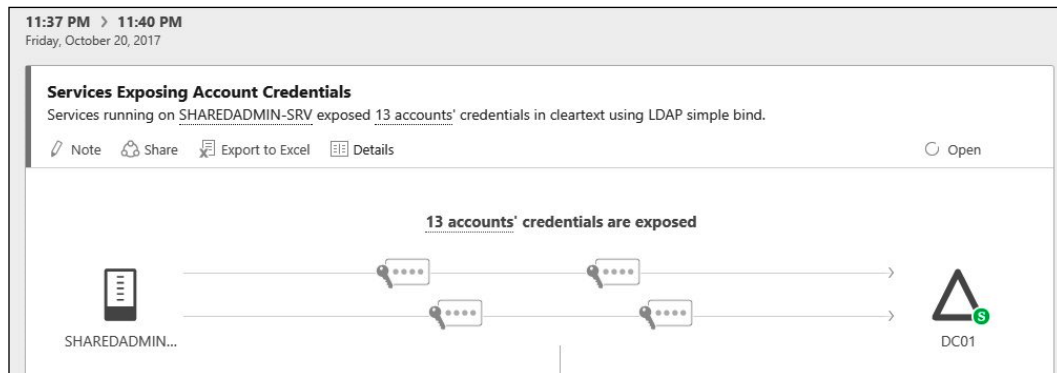 11:37 PM > 11:40 PM
Friday, October 20, 2017
Services Exposing Account Credentials
Services running on SHAREDADMIN-SRV exposed 13 accounts' credentials in cleartext using LDAP simple bind.
Note Share Export to Excel Details Open
13 accounts' credentials are exposed
S
SHAREDADMIN... DC01